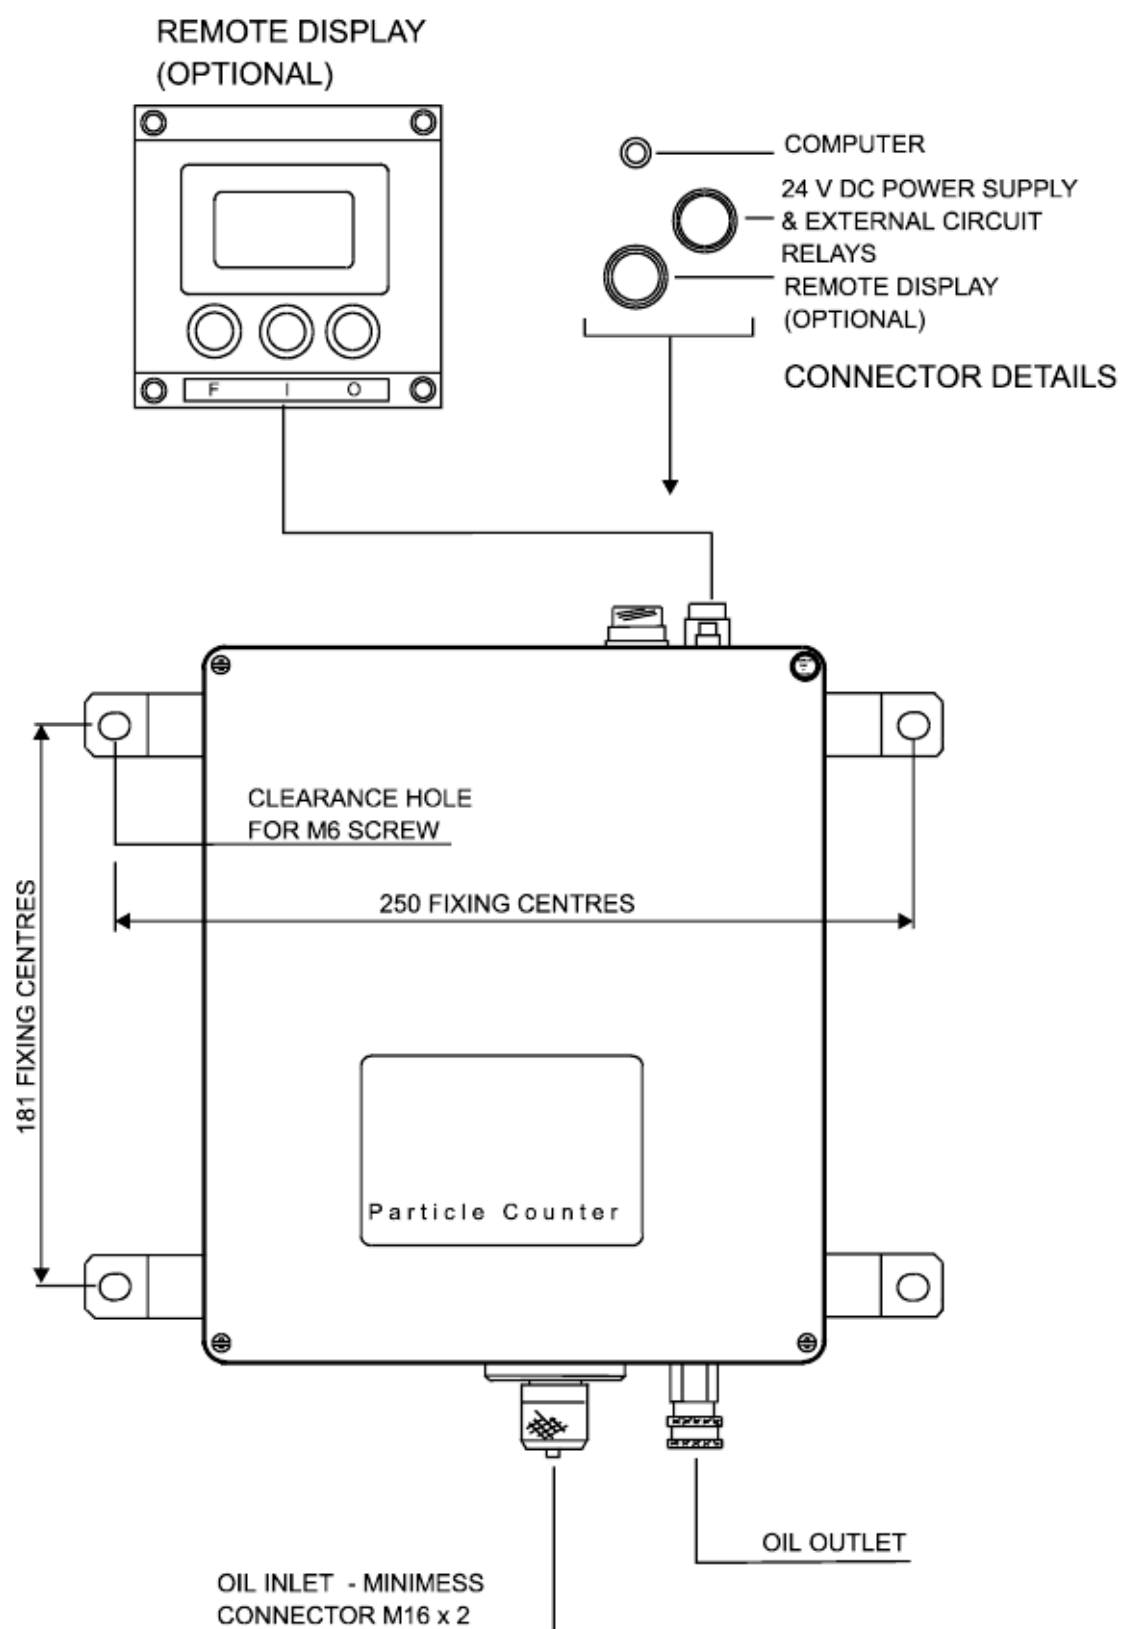 REMOTE DISPLAY
(OPTIONAL)
F I O
COMPUTER
24 V DC POWER SUPPLY
& EXTERNAL CIRCUIT
RELAYS
REMOTE DISPLAY
(OPTIONAL)
CONNECTOR DETAILS
CLEARANCE HOLE
FOR M6 SCREW
250 FIXING CENTRES
181 FIXING CENTRES
Particle Counter
OIL OUTLET
OIL INLET - MINIMESS
CONNECTOR M16 x 2